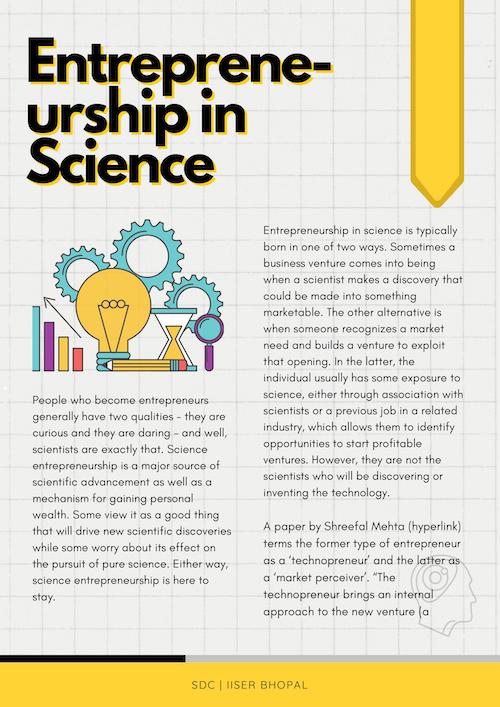 Entreprene-
urship in
Science
People who become entrepreneurs
generally have two qualities - they are
curious and they are daring - and well,
scientists are exactly that. Science
entrepreneurship is a major source of
scientific advancement as well as a
mechanism for gaining personal
wealth. Some view it as a good thing
that will drive new scientific discoveries
while some worry about its effect on
the pursuit of pure science. Either way,
science entrepreneurship is here to
stay.
Entrepreneurship in science is typically
born in one of two ways. Sometimes a
business venture comes into being
when a scientist makes a discovery that
could be made into something
marketable. The other alternative is
when someone recognizes a market
need and builds a venture to exploit
that opening. In the latter, the
individual usually has some exposure to
science, either through association with
scientists or a previous job in a related
industry, which allows them to identify
opportunities to start profitable
ventures. However, they are not the
scientists who will be discovering or
inventing the technology.
A paper by Shreefal Mehta (hyperlink)
terms the former type of entrepreneur
as a ‘technopreneur’ and the latter as
a ‘market perceiver’. “The
technopreneur brings an internal
approach to the new venture (a
SDC | IISER BHOPAL